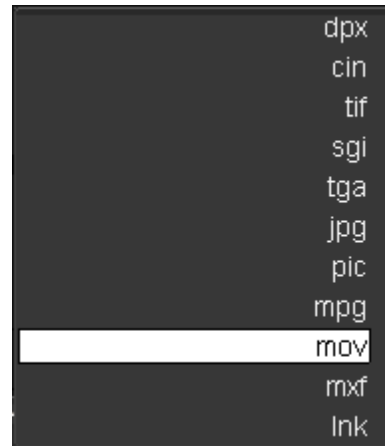 dpx
cin
tif
sgi
tga
jpg
pic
mpg
mov
mxf
lnk